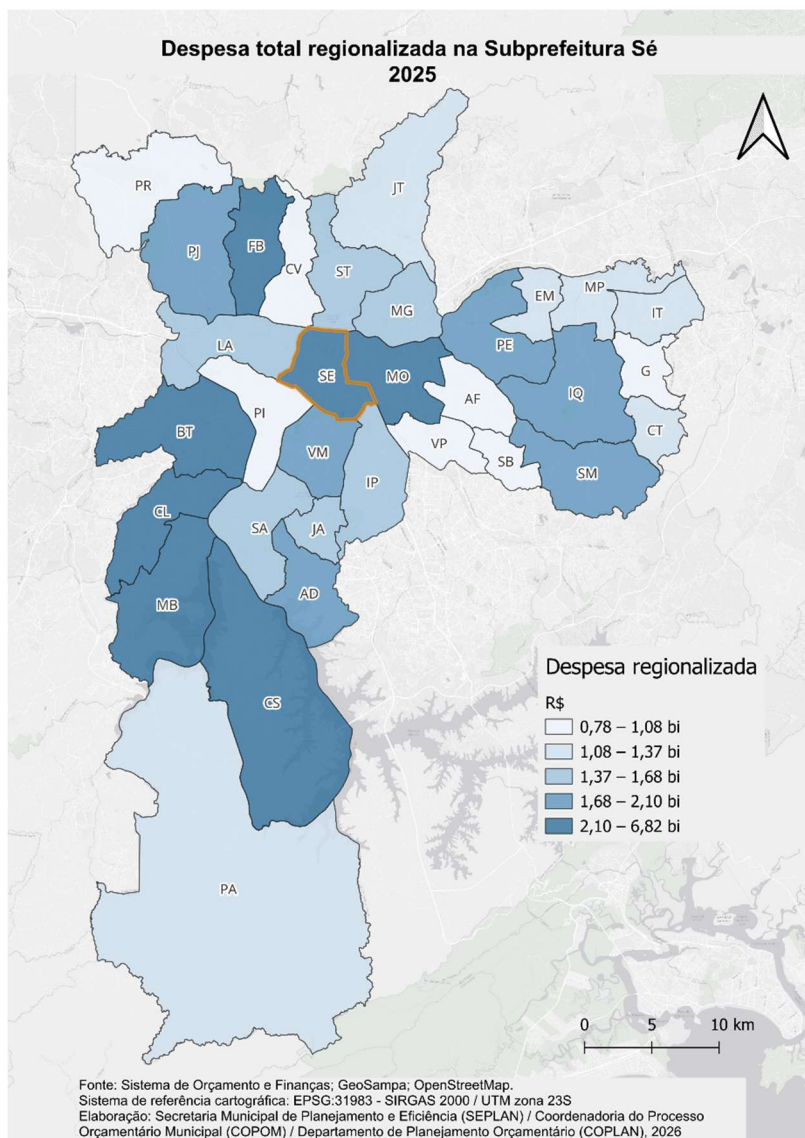 Despesa total regionalizada na Subprefeitura Sé
2025
PR
JT
PJ
FB
CV
ST
MG
EM
MP
IT
LA
PE
SE
MO
IQ
G
AF
PI
BT
VM
VP
SB
CT
SM
IP
CL
SA
JA
AD
MB
CS
PA
Despesa regionalizada
R$
0,78 – 1,08 bi
1,08 – 1,37 bi
1,37 – 1,68 bi
1,68 – 2,10 bi
2,10 – 6,82 bi
0 5 10 km
Fonte: Sistema de Orçamento e Finanças; GeoSampa; OpenStreetMap.
Sistema de referência cartográfica: EPSG:31983 - SIRGAS 2000 / UTM zona 23S
Elaboração: Secretaria Municipal de Planejamento e Eficiência (SEPLAN) / Coordenadoria do Processo
Orçamentário Municipal (COPOM) / Departamento de Planejamento Orçamentário (COPLAN), 2026